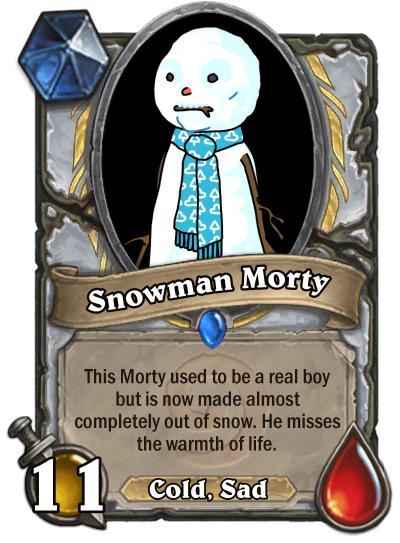 Snowman Morty
This Morty used to be a real boy
but is now made almost
completely out of snow. He misses
the warmth of life.
11
Cold, Sad